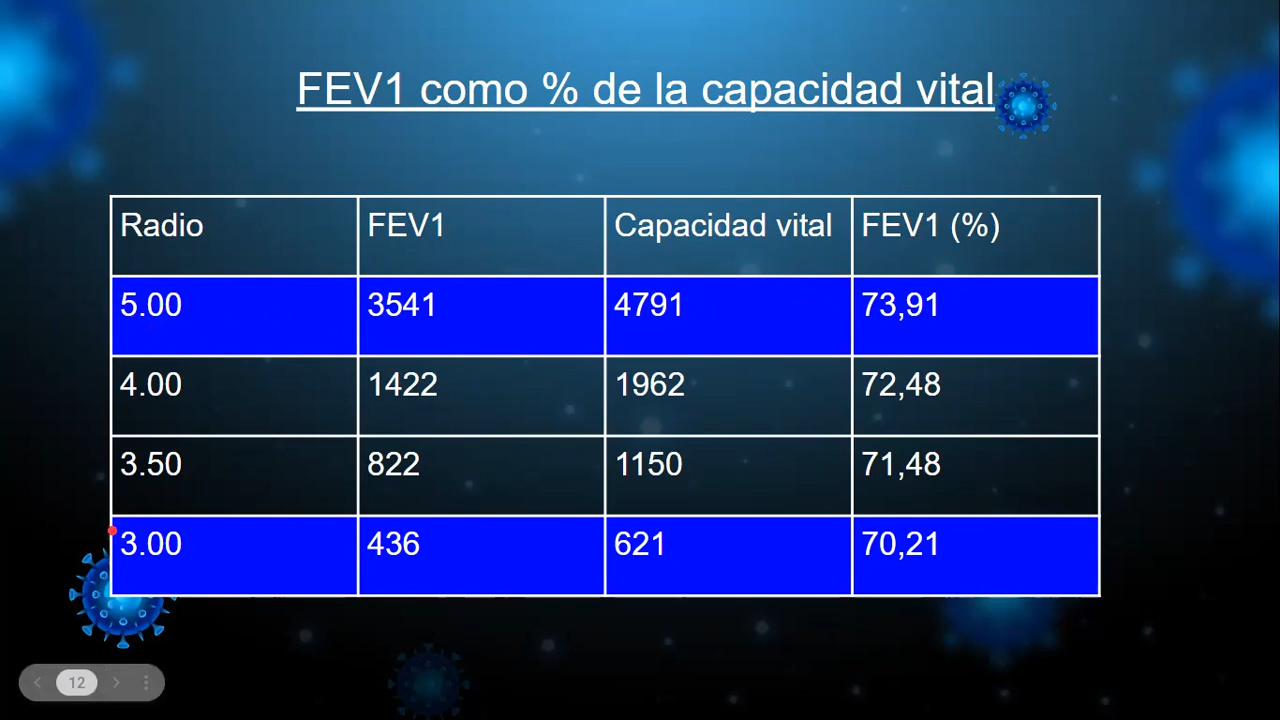 FEV1 como % de la capacidad vital
Radio FEV1 Capacidad vital FEV1 (%)
5.00 3541 4791 73,91
4.00 1422 1962 72,48
3.50 822 1150 71,48
3.00 436 621 70,21
12